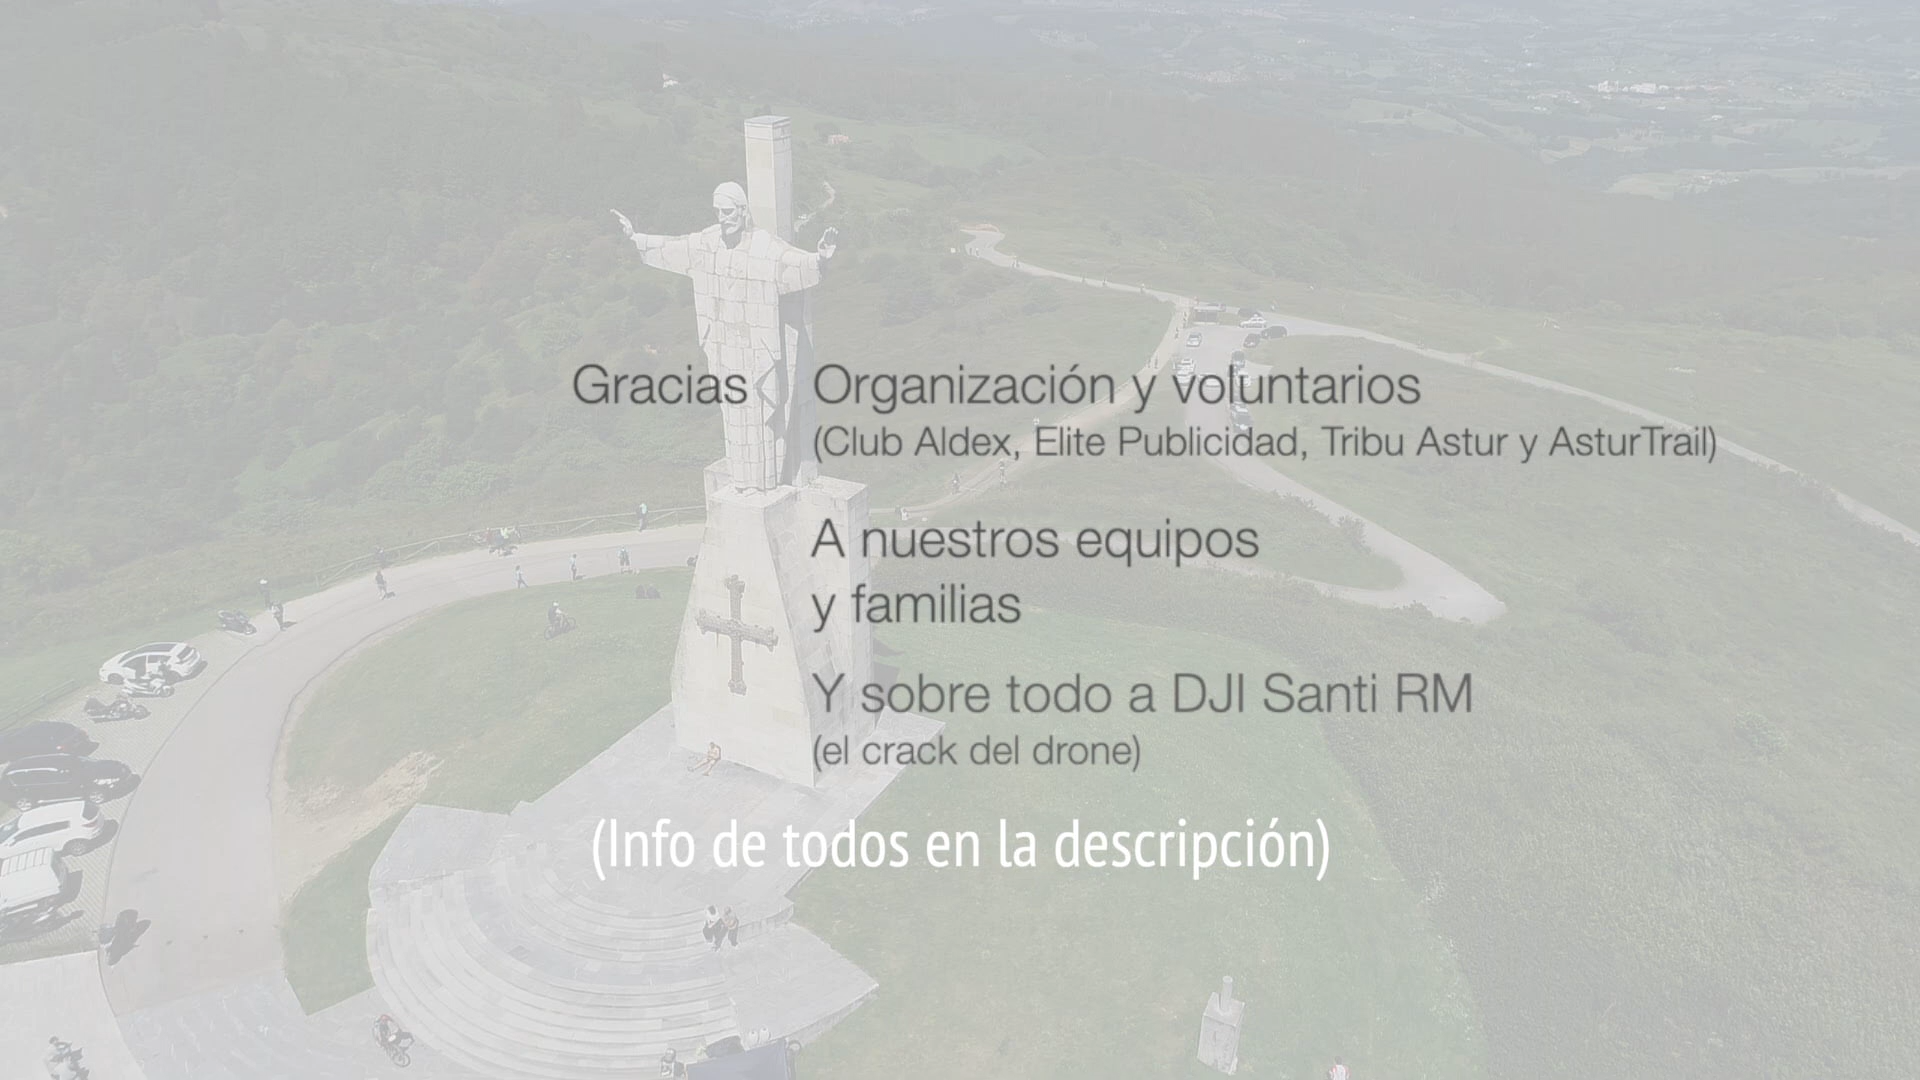 Gracias Organización y voluntarios
(Club Aldex, Elite Publicidad, Tribu Astur y AsturTrail)
A nuestros equipos
y familias
Y sobre todo a DJI Santi RM
(el crack del drone)
(Info de todos en la descripción)